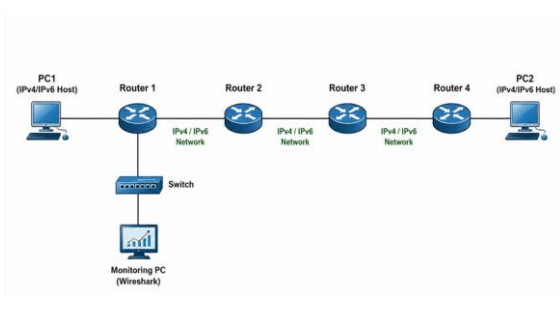 PC1
(IPv4/IPv6 Host)
Router 1
Router 2
Router 3
Router 4
PC2
(IPv4/IPv6 Host)
IPv4 / IPv6
Network
IPv4 / IPv6
Network
IPv4 / IPv6
Network
Switch
Monitoring PC
(Wireshark)